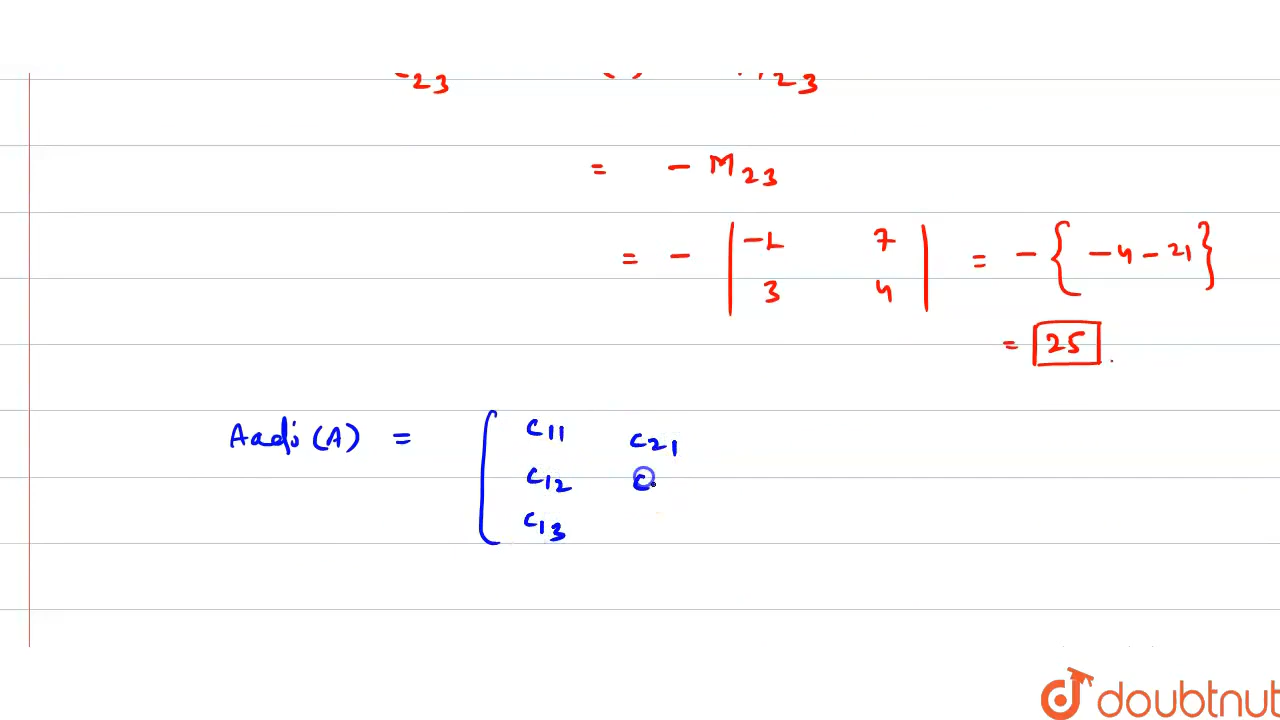 23 23
= - M23
= - | -1 7 | = - { -4 - 21 }
| 3 4 |
= 25 .
Aadj (A) = [ c11 c21
c12 c
c13
doubtnut